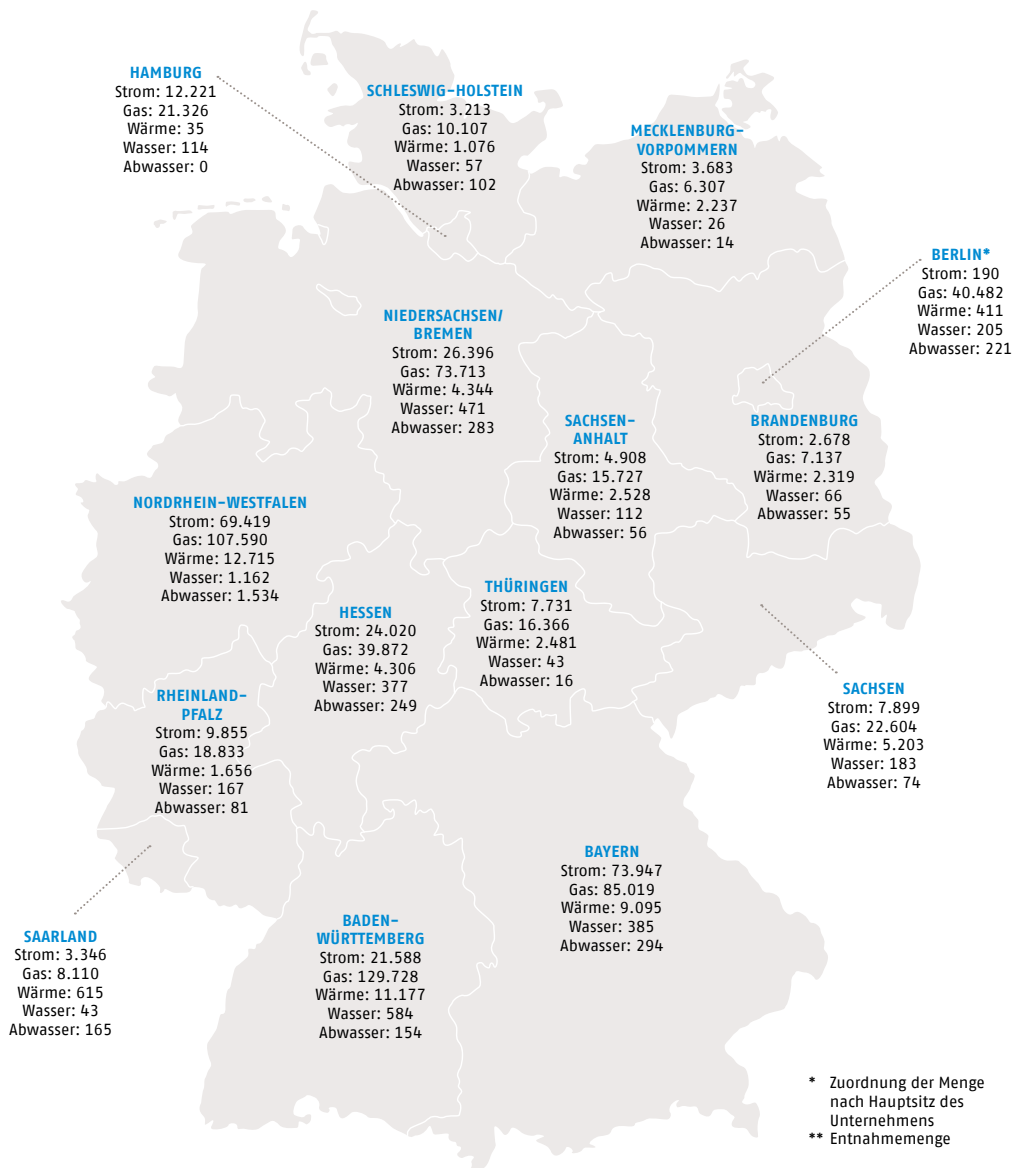 HAMBURG
Strom: 12.221
Gas: 21.326
Wärme: 35
Wasser: 114
Abwasser: 0
SCHLESWIG-HOLSTEIN
Strom: 3.213
Gas: 10.107
Wärme: 1.076
Wasser: 57
Abwasser: 102
MECKLENBURG-
VORPOMMERN
Strom: 3.683
Gas: 6.307
Wärme: 2.237
Wasser: 26
Abwasser: 14
BERLIN*
Strom: 190
Gas: 40.482
Wärme: 411
Wasser: 205
Abwasser: 221
NIEDERSACHSEN/
BREMEN
Strom: 26.396
Gas: 73.713
Wärme: 4.344
Wasser: 471
Abwasser: 283
SACHSEN-
ANHALT
Strom: 4.908
Gas: 15.727
Wärme: 2.528
Wasser: 112
Abwasser: 56
BRANDENBURG
Strom: 2.678
Gas: 7.137
Wärme: 2.319
Wasser: 66
Abwasser: 55
NORDRHEIN-WESTFALEN
Strom: 69.419
Gas: 107.590
Wärme: 12.715
Wasser: 1.162
Abwasser: 1.534
HESSEN
Strom: 24.020
Gas: 39.872
Wärme: 4.306
Wasser: 377
Abwasser: 249
THÜRINGEN
Strom: 7.731
Gas: 16.366
Wärme: 2.481
Wasser: 43
Abwasser: 16
SACHSEN
Strom: 7.899
Gas: 22.604
Wärme: 5.203
Wasser: 183
Abwasser: 74
RHEINLAND-
PFALZ
Strom: 9.855
Gas: 18.833
Wärme: 1.656
Wasser: 167
Abwasser: 81
SAARLAND
Strom: 3.346
Gas: 8.110
Wärme: 615
Wasser: 43
Abwasser: 165
BADEN-
WÜRTTEMBERG
Strom: 21.588
Gas: 129.728
Wärme: 11.177
Wasser: 584
Abwasser: 154
BAYERN
Strom: 73.947
Gas: 85.019
Wärme: 9.095
Wasser: 385
Abwasser: 294
* Zuordnung der Menge
nach Hauptsitz des
Unternehmens
** Entnahmemenge